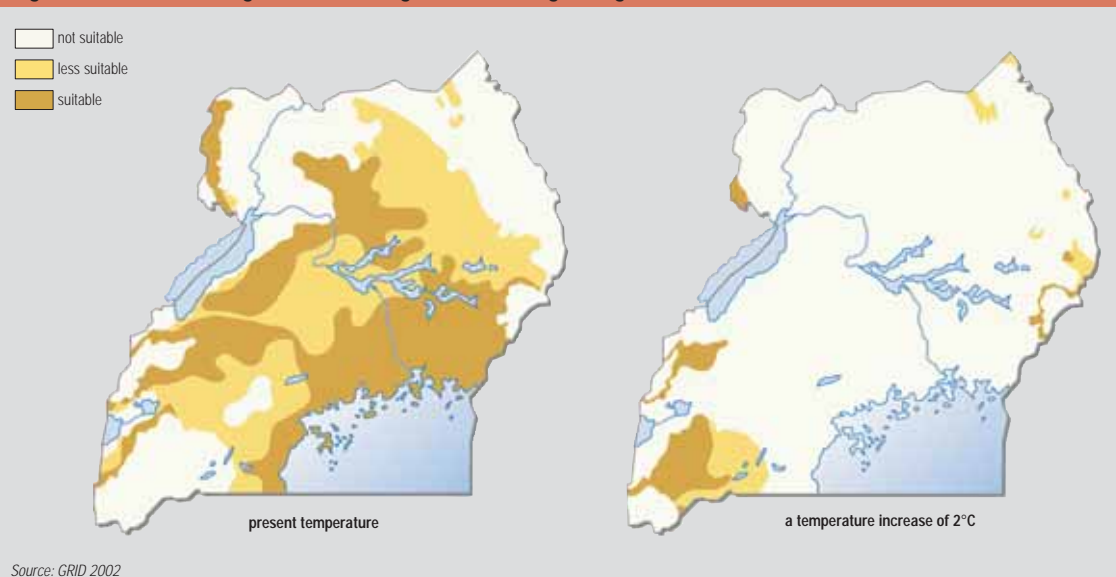 not suitable
less suitable
suitable
present temperature
a temperature increase of 2°C
Source: GRID 2002